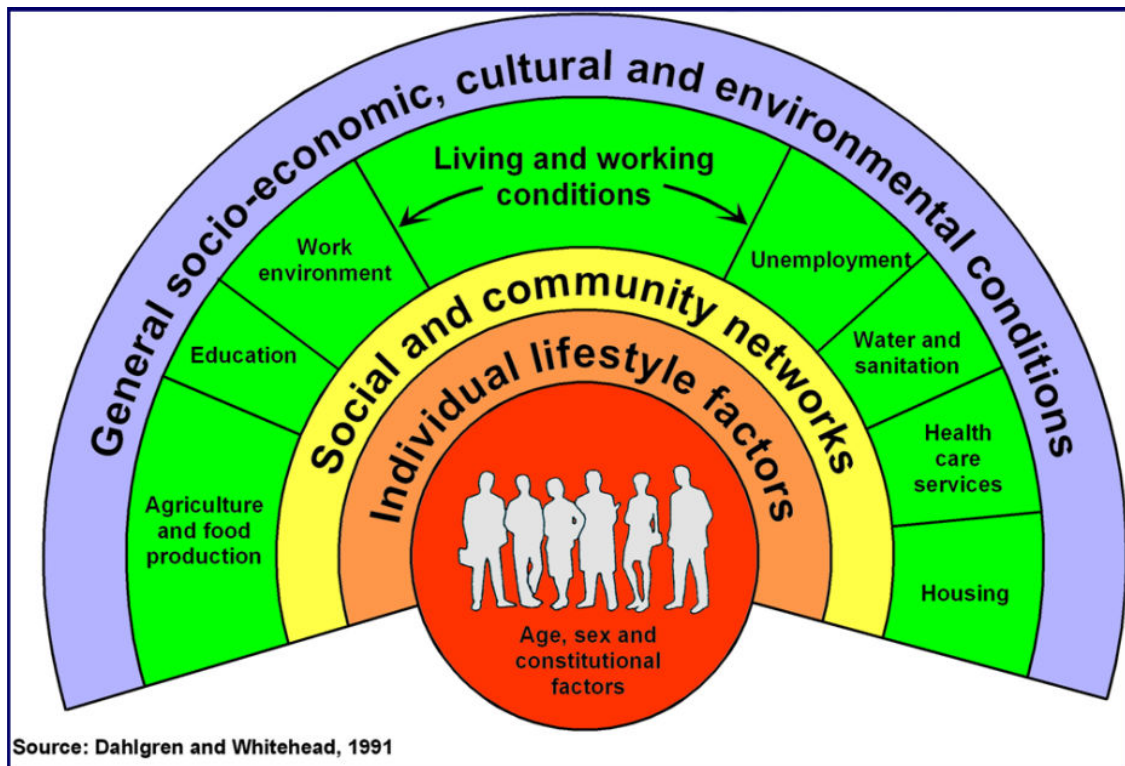 General socio-economic, cultural and environmental conditions
Living and working
conditions
Work
environment
Unemployment
Education
Water and
sanitation
Agriculture
and food
production
Health
care
services
Housing
Social and community networks
Individual lifestyle factors
Age, sex and
constitutional
factors
Source: Dahlgren and Whitehead, 1991